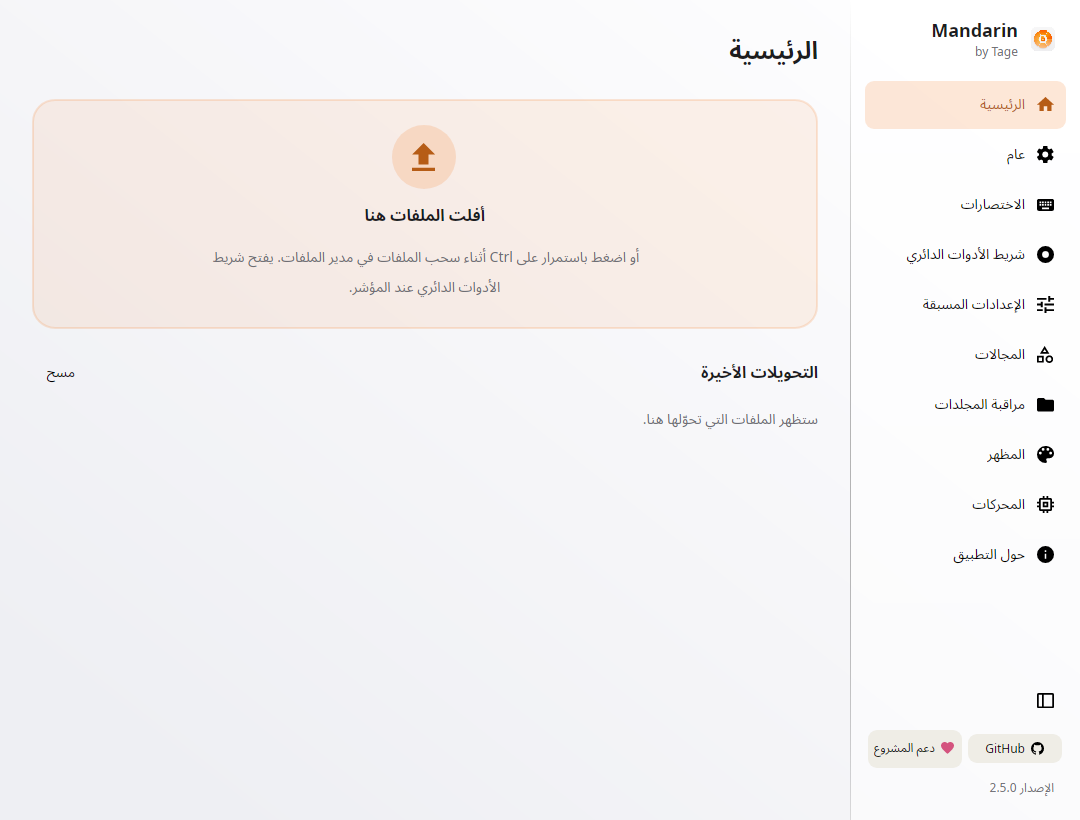 Mandarin
by Tage
الرئيسية
عام
الاختصارات
شريط الأدوات الدائري
الإعدادات المسبقة
المجالات
مراقبة المجلدات
المظهر
المحركات
حول التطبيق
GitHub
دعم المشروع
الإصدار 2.5.0
الرئيسية
أفلت الملفات هنا
أو اضغط باستمرار على Ctrl أثناء سحب الملفات في مدير الملفات. يفتح شريط
الأدوات الدائري عند المؤشر.
التحويلات الأخيرة
مسح
ستظهر الملفات التي تحوّلها هنا.